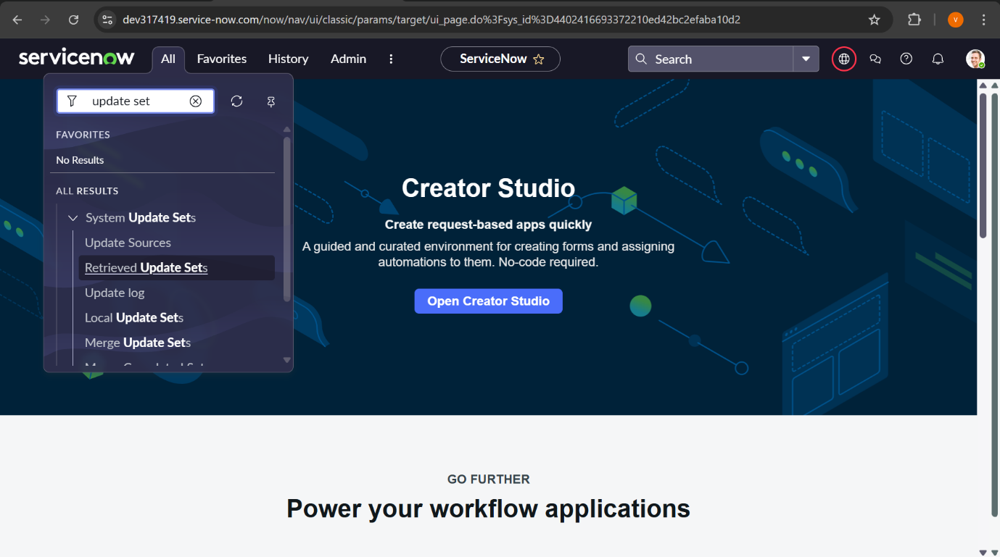 dev317419.service-now.com/now/nav/ui/classic/params/target/ui_page.do%3Fsys_id%3D4402416693372210ed42bc2efaba10d2
V
servicenow
All
Favorites
History
Admin
ServiceNow
Search
update set
FAVORITES
No Results
ALL RESULTS
System Update Sets
Update Sources
Retrieved Update Sets
Update log
Local Update Sets
Merge Update Sets
Creator Studio
Create request-based apps quickly
A guided and curated environment for creating forms and assigning
automations to them. No-code required.
Open Creator Studio
GO FURTHER
Power your workflow applications